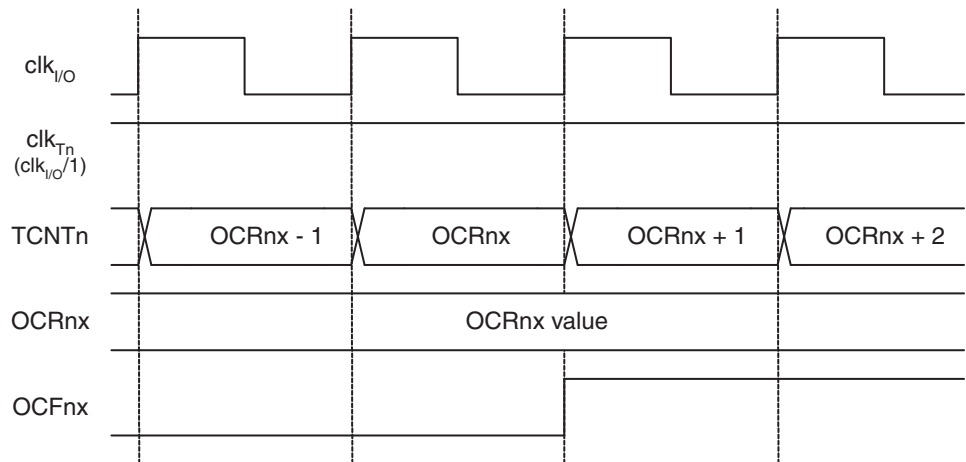 clkI/O
clkTn
(clkI/O/1)
TCNTn OCRnx - 1 OCRnx OCRnx + 1 OCRnx + 2
OCRnx OCRnx value
OCFnx